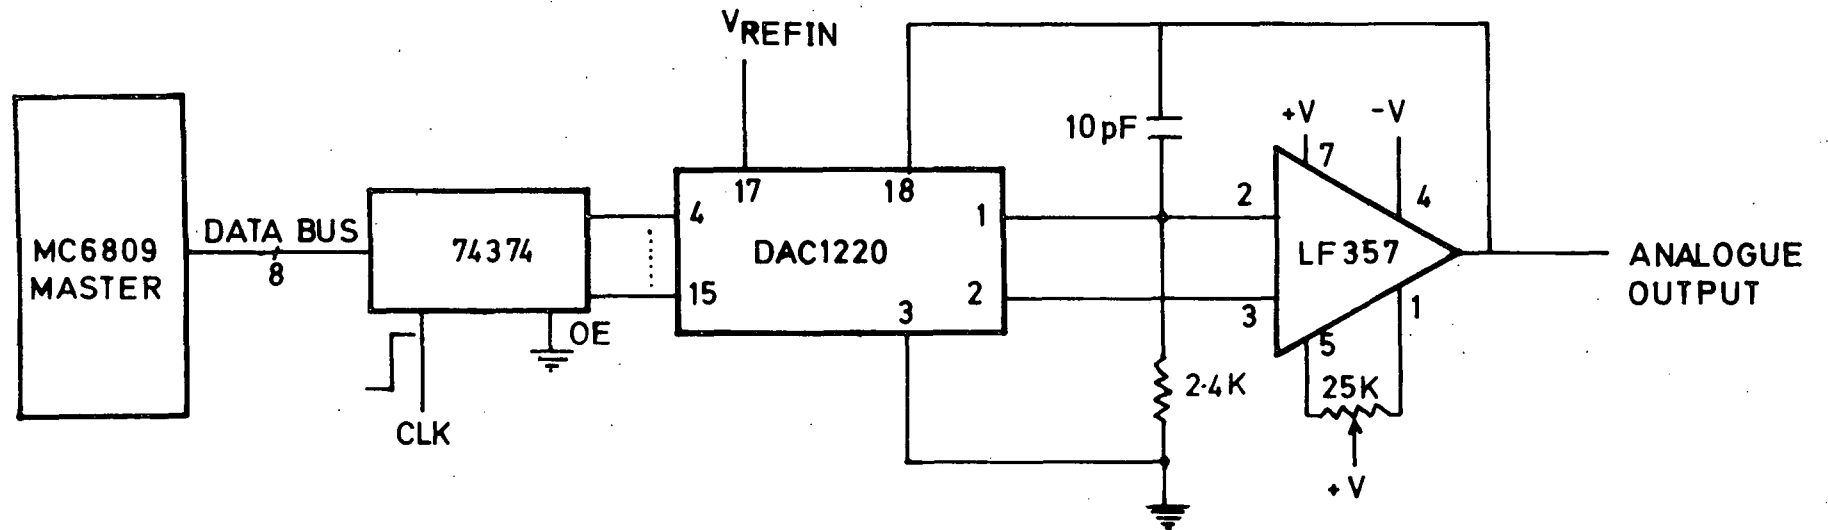 VREFIN
10pF
+V
-V
7
4
17
18
4
1
2
MC6809
MASTER
DATA BUS
8
74374
DAC1220
LF357
ANALOGUE
OUTPUT
15
2
3
3
1
OE
5
25K
2.4K
CLK
+V